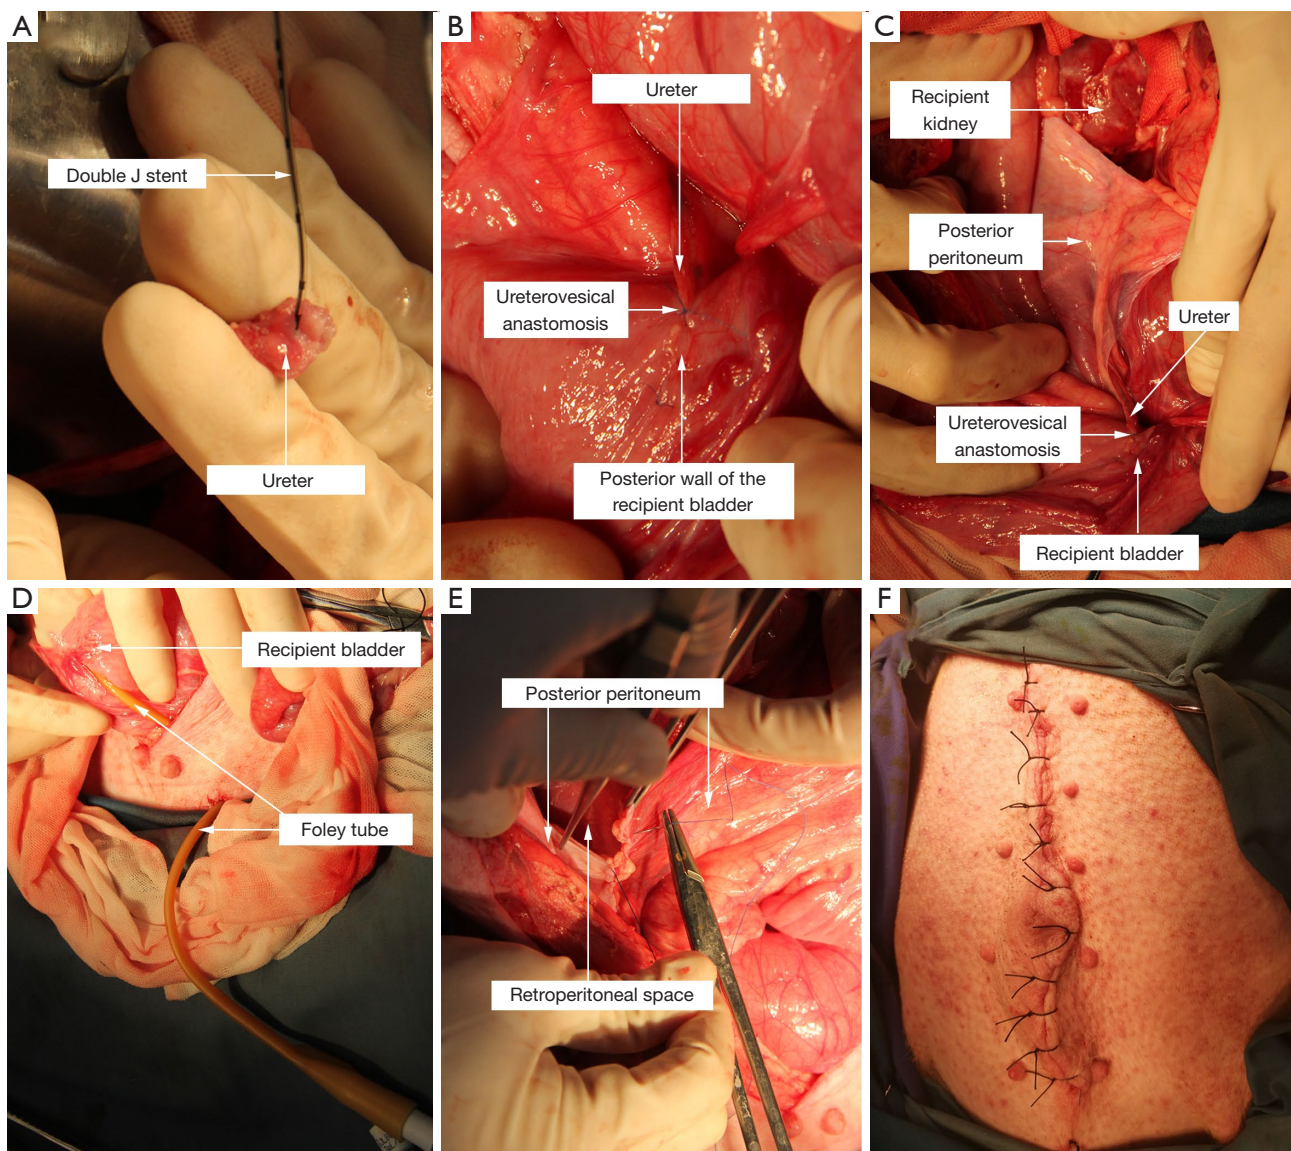 A
Double J stent
Ureter
B
Ureter
Ureterovesical
anastomosis
Posterior wall of the
recipient bladder
C
Recipient
kidney
Posterior
peritoneum
Ureter
Ureterovesical
anastomosis
Recipient bladder
D
Recipient bladder
Foley tube
E
Posterior peritoneum
Retroperitoneal space
F